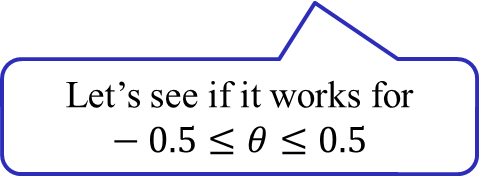 Let’s see if it works for
− 0.5 ≤ 𝜃 ≤ 0.5